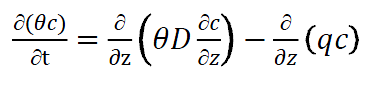 ∂(θc)/∂t = ∂/∂z (θD ∂c/∂z) − ∂/∂z (qc)